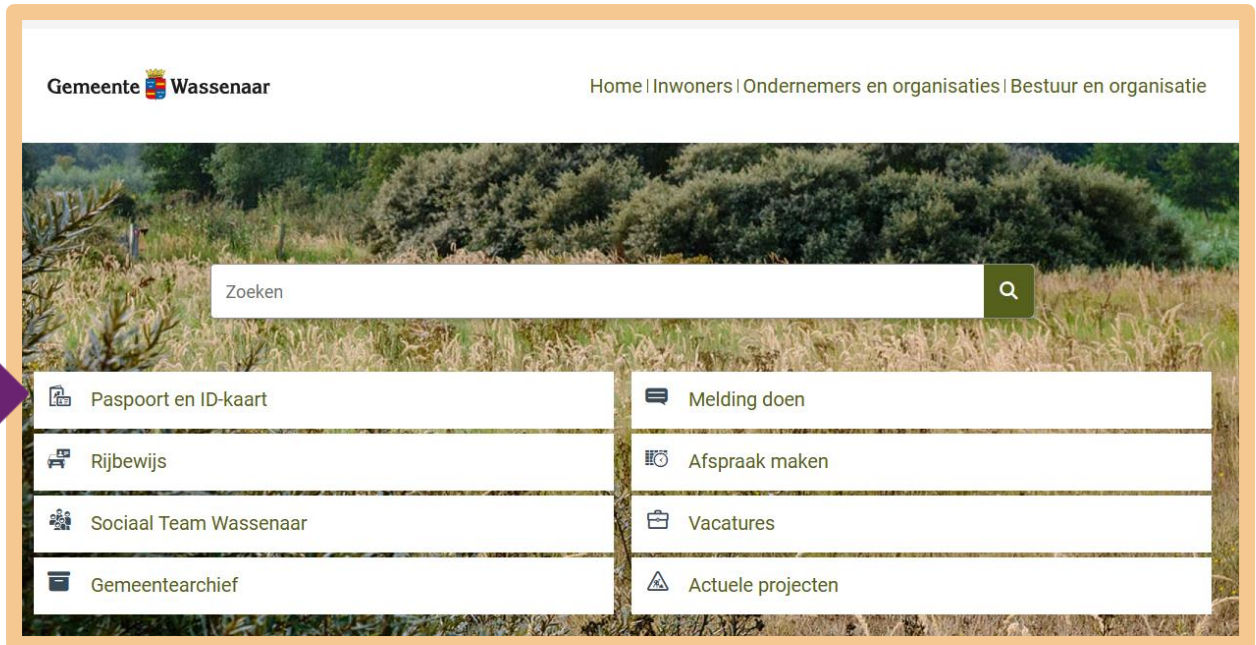 Gemeente Wassenaar
Home | Inwoners | Ondernemers en organisaties | Bestuur en organisatie
Zoeken
Paspoort en ID-kaart
Melding doen
Rijbewijs
Afspraak maken
Sociaal Team Wassenaar
Vacatures
Gemeentearchief
Actuele projecten